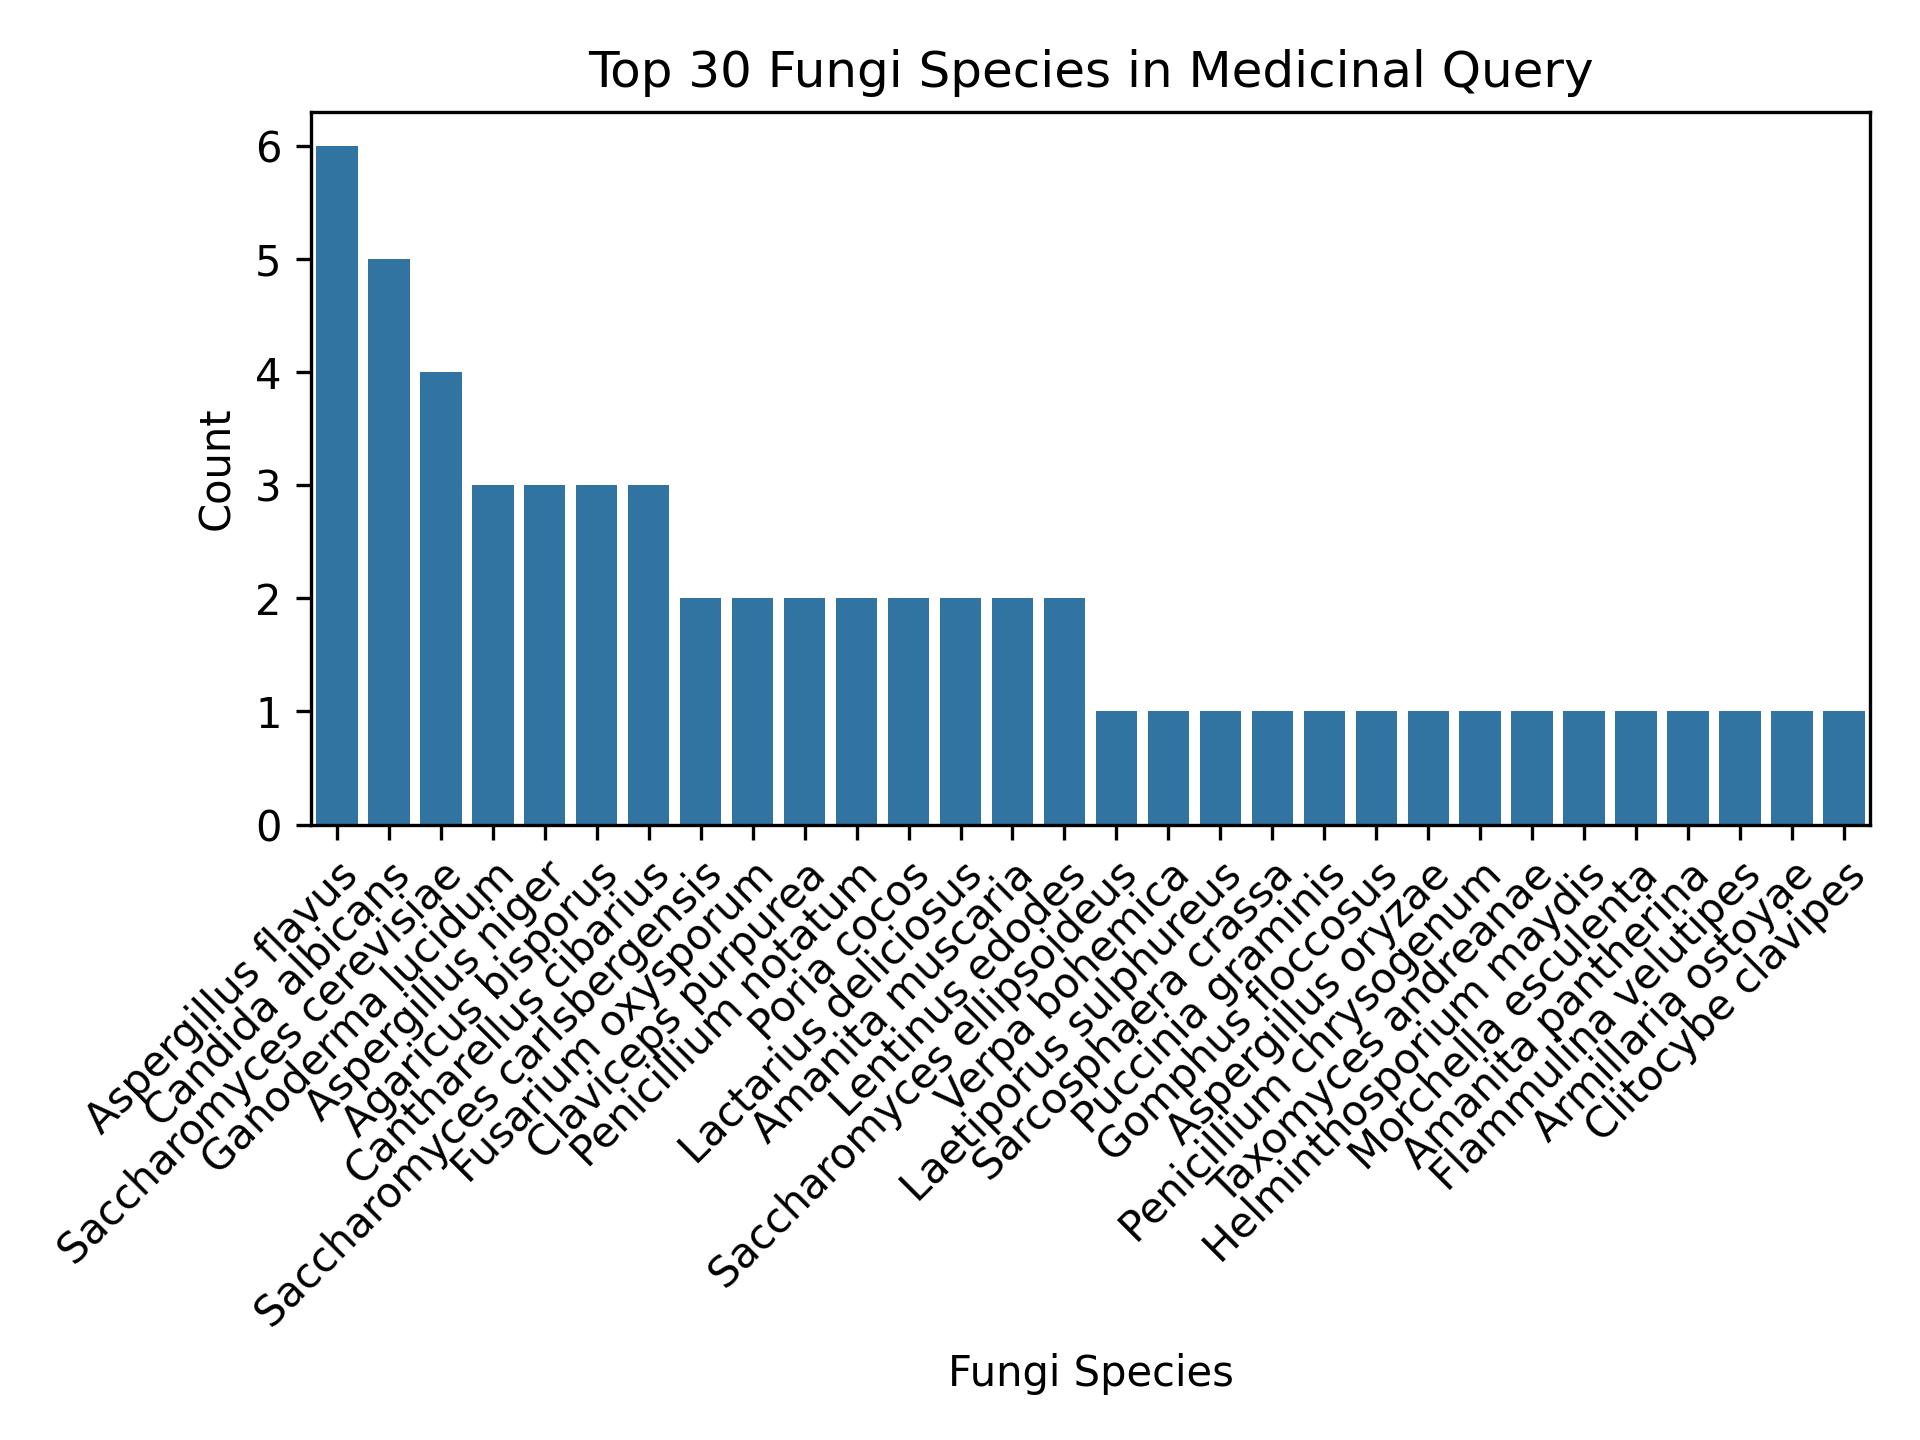 Top 30 Fungi Species in Medicinal Query
6
5
4
3
2
1
0
Count
Aspergillus flavus
Candida albicans
Saccharomyces cerevisiae
Ganoderma lucidum
Aspergillus niger
Agaricus bisporus
Cantharellus cibarius
Saccharomyces carlsbergensis
Fusarium oxysporum
Claviceps purpurea
Penicillium notatum
Poria cocos
Lactarius deliciosus
Amanita muscaria
Lentinus edodes
Saccharomyces ellipsoideus
Verpa bohemica
Laetiporus sulphureus
Sarcosphaera crassa
Puccinia graminis
Gomphus floccosus
Aspergillus oryzae
Penicillium chrysogenum
Taxomyces andreanae
Helminthosporium maydis
Morchella esculenta
Amanita pantherina
Flammulina velutipes
Armillaria ostoyae
Clitocybe clavipes
Fungi Species